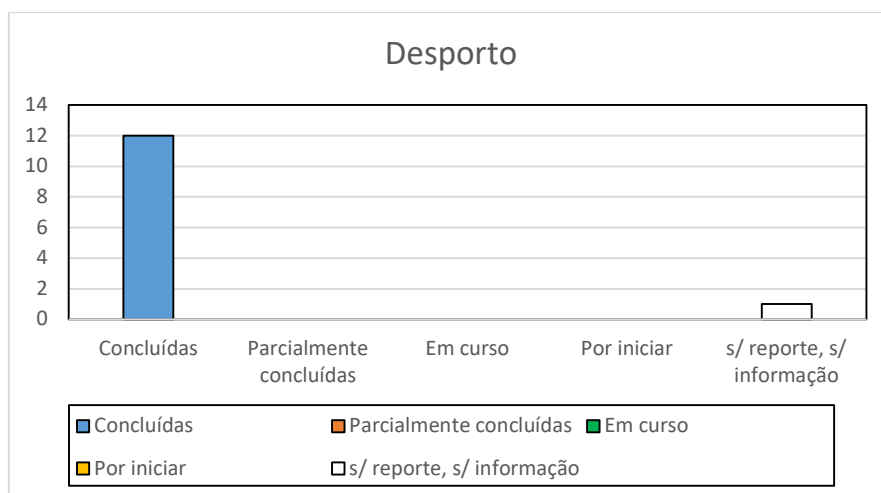 Desporto
14
12
10
8
6
4
2
0
Concluídas
Parcialmente
concluídas
Em curso
Por iniciar
s/ reporte, s/
informação
Concluídas
Parcialmente concluídas
Em curso
Por iniciar
s/ reporte, s/ informação